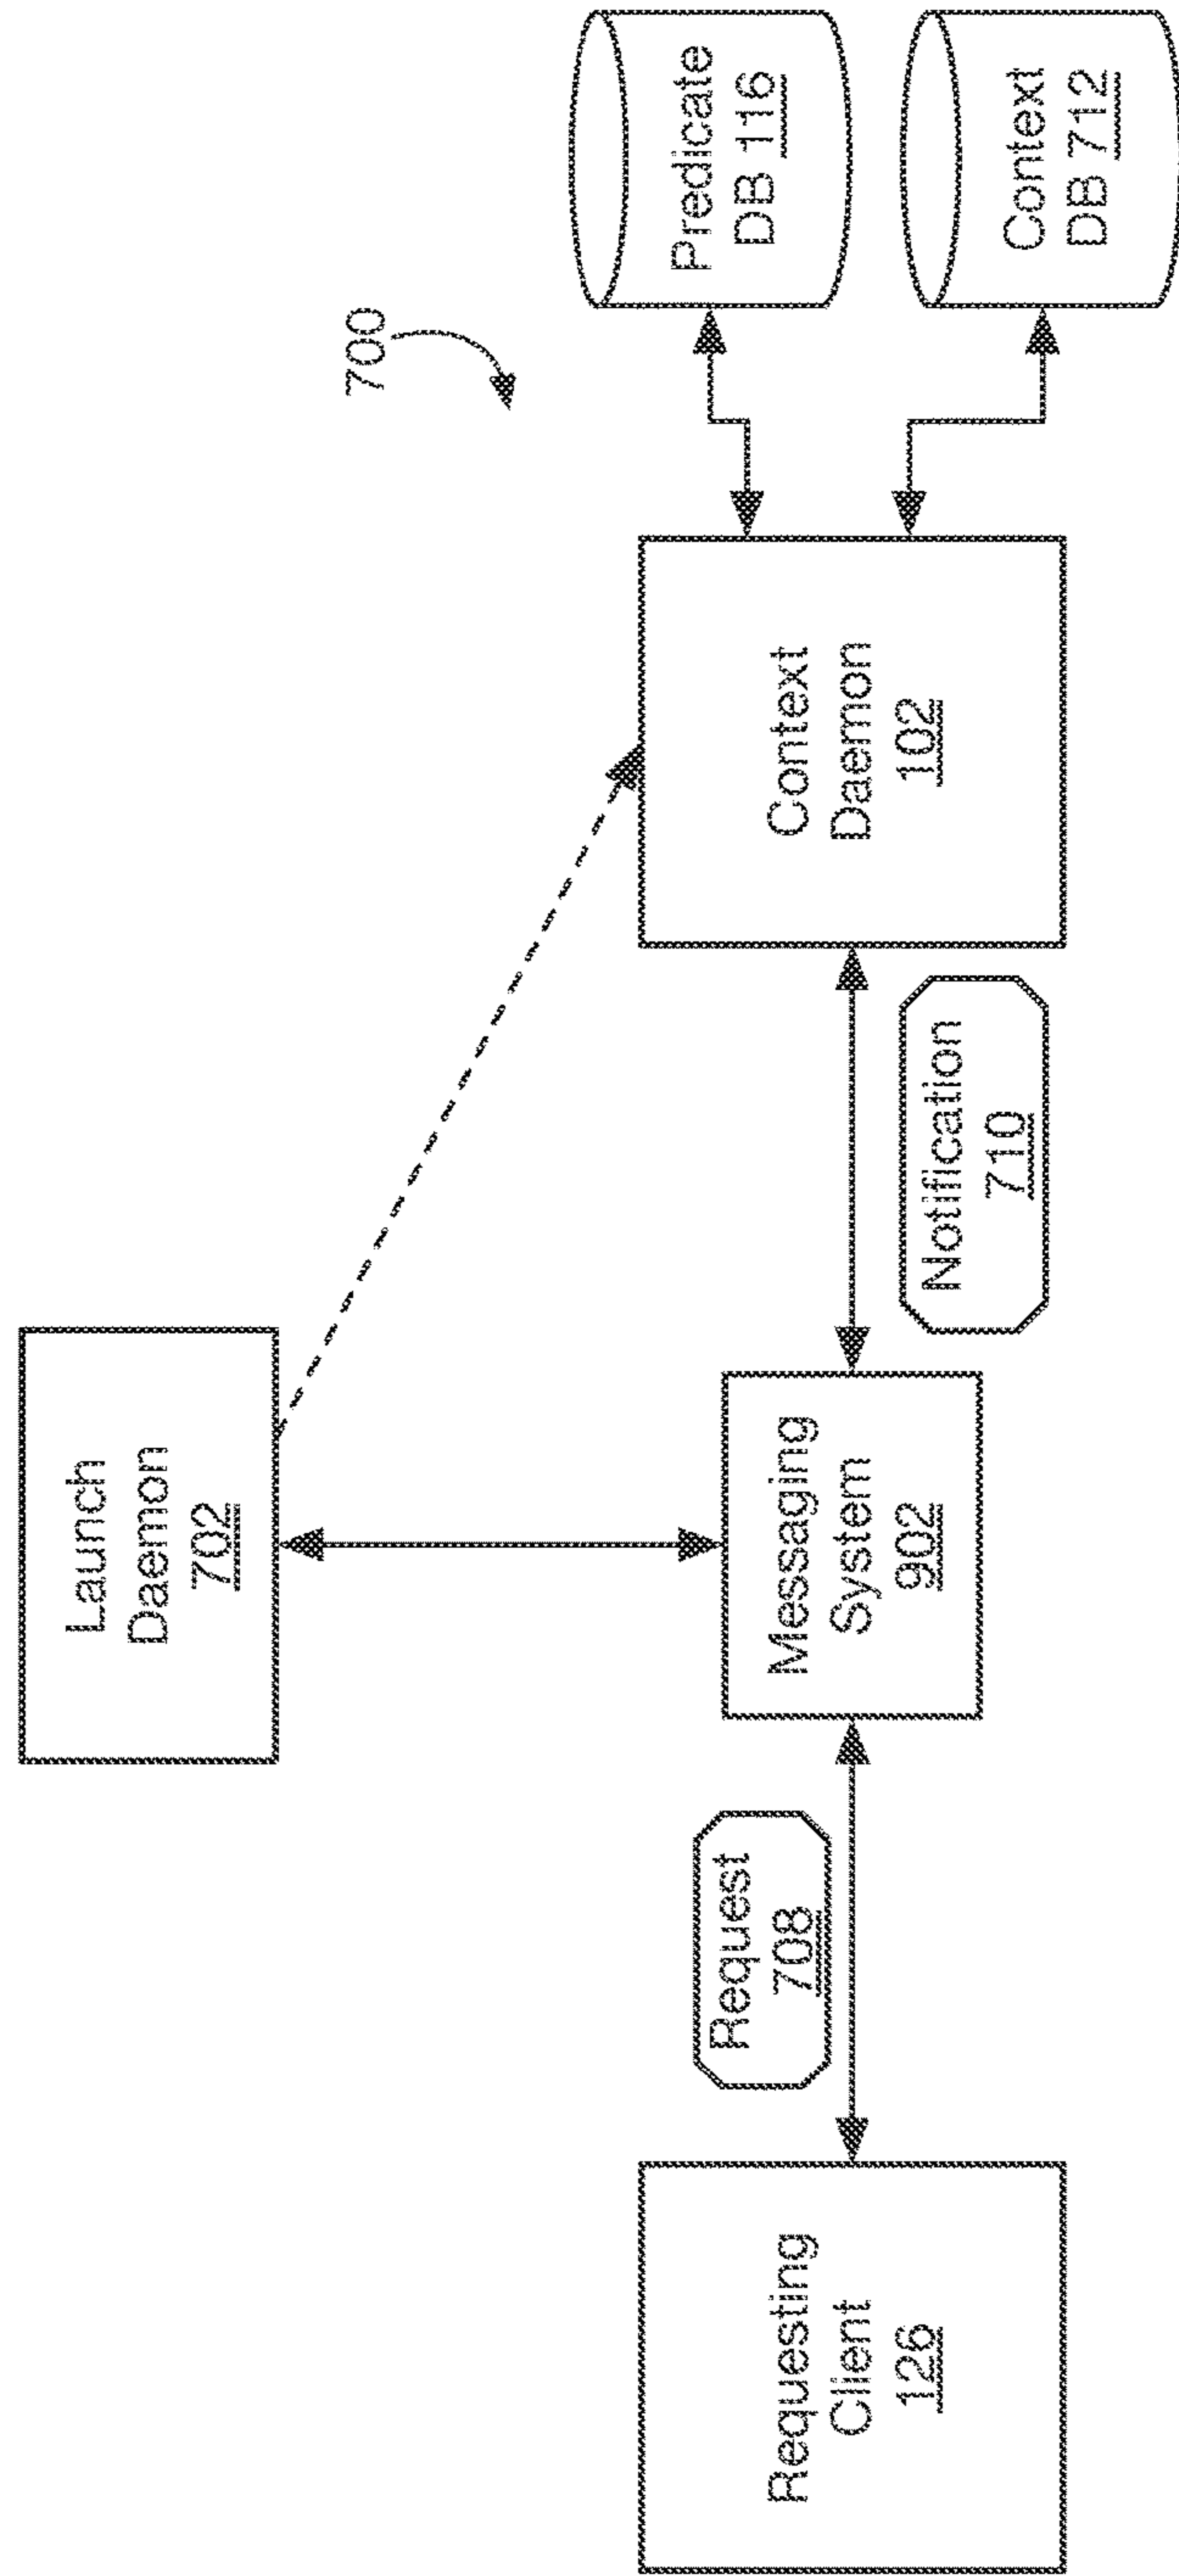 700
Launch
Daemon
702
Requesting
Client
126
Request
708
Messaging
System
902
Notification
710
Context
Daemon
102
Predicate
DB 116
Context
DB 712